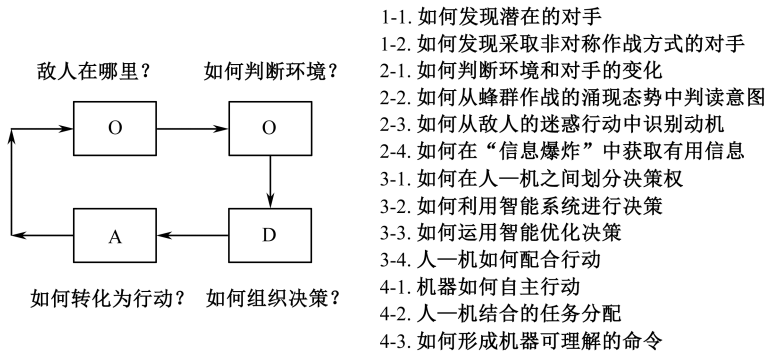 敌人在哪里？
如何判断环境？
O
O
A
D
如何转化为行动？
如何组织决策？
1-1. 如何发现潜在的对手
1-2. 如何发现采取非对称作战方式的对手
2-1. 如何判断环境和对手的变化
2-2. 如何从蜂群作战的涌现态势中判读意图
2-3. 如何从敌人的迷惑行动中识别动机
2-4. 如何在“信息爆炸”中获取有用信息
3-1. 如何在人—机之间划分决策权
3-2. 如何利用智能系统进行决策
3-3. 如何运用智能优化决策
3-4. 人—机如何配合行动
4-1. 机器如何自主行动
4-2. 人—机结合的任务分配
4-3. 如何形成机器可理解的命令